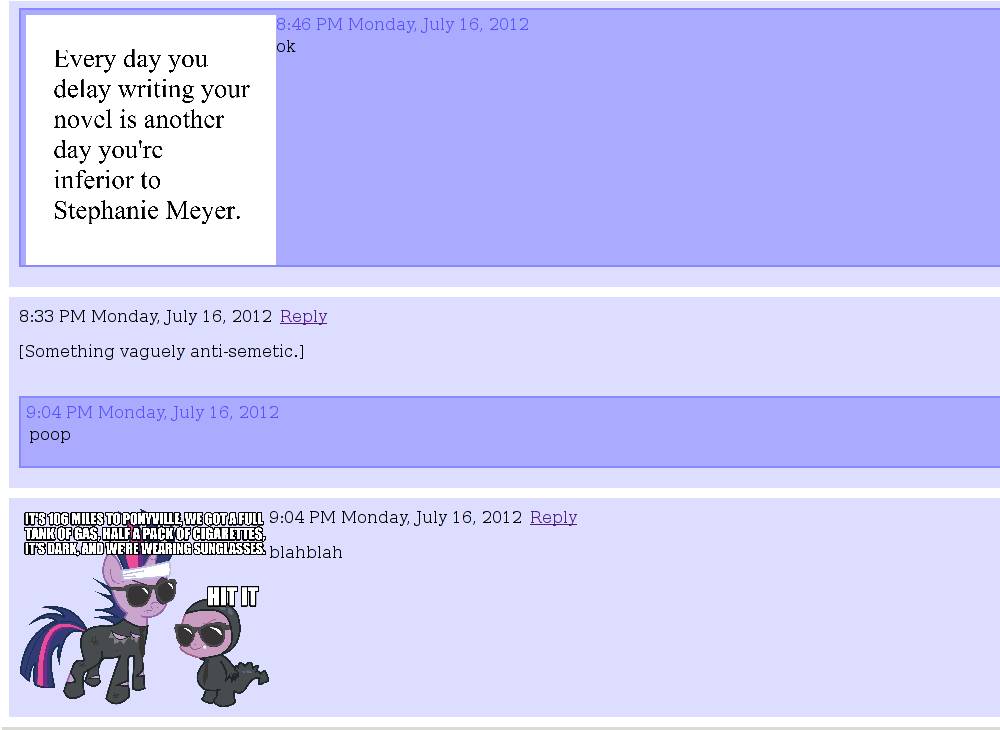 8:46 PM Monday, July 16, 2012
ok
Every day you
delay writing your
novel is another
day you're
inferior to
Stephanie Meyer.
8:33 PM Monday, July 16, 2012 Reply
[Something vaguely anti-semetic.]
9:04 PM Monday, July 16, 2012
poop
IT'S 106 MILES TO PONYVILLE, WE GOT A FULL
TANK OF GAS, HALF A PACK OF CIGARETTES,
IT'S DARK, AND WE'RE WEARING SUNGLASSES.
HIT IT
9:04 PM Monday, July 16, 2012 Reply
blahblah